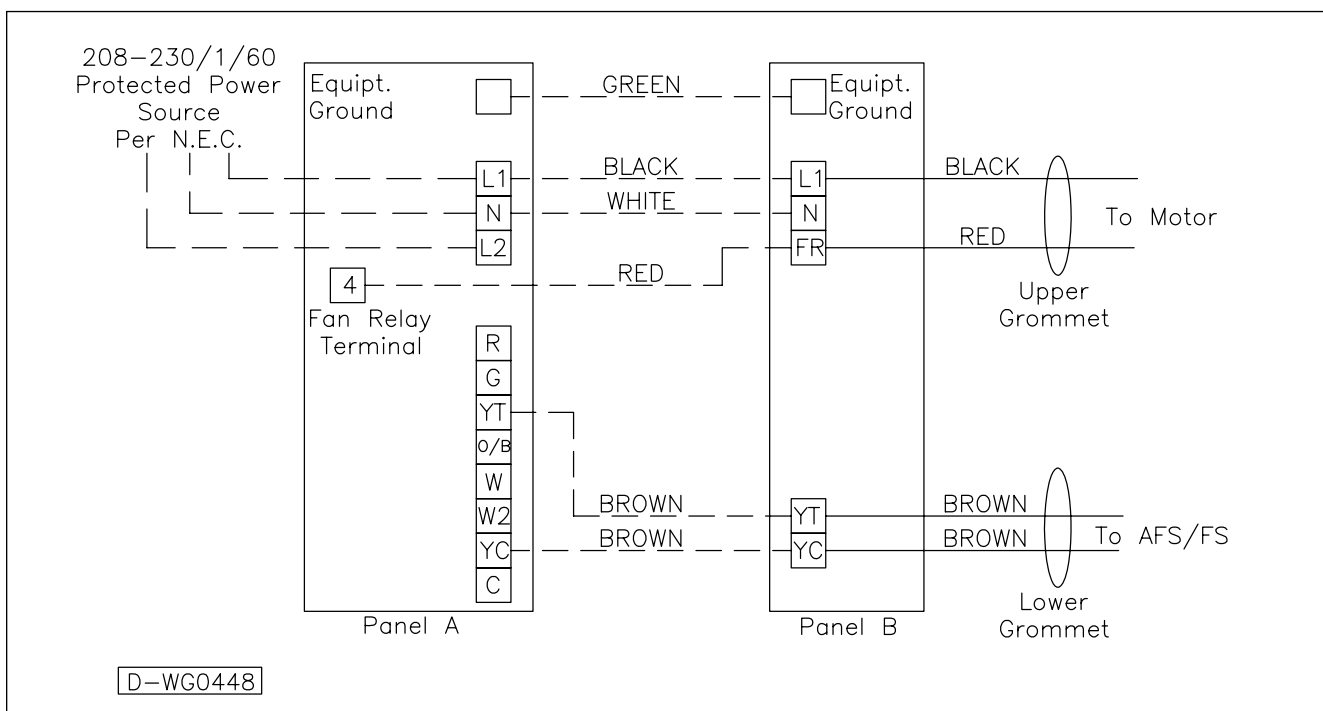 208-230/1/60
Protected Power
Source
Per N.E.C.
Equipt.
Ground
GREEN
Equipt.
Ground
L1
BLACK
L1
BLACK
N
WHITE
N
To Motor
L2
FR
RED
RED
4
Fan Relay
Terminal
Upper
Grommet
R
G
YT
O/B
W
W2
BROWN
YT
BROWN
YC
BROWN
YC
BROWN
To AFS/FS
C
Lower
Grommet
Panel A
Panel B
D-WG0448